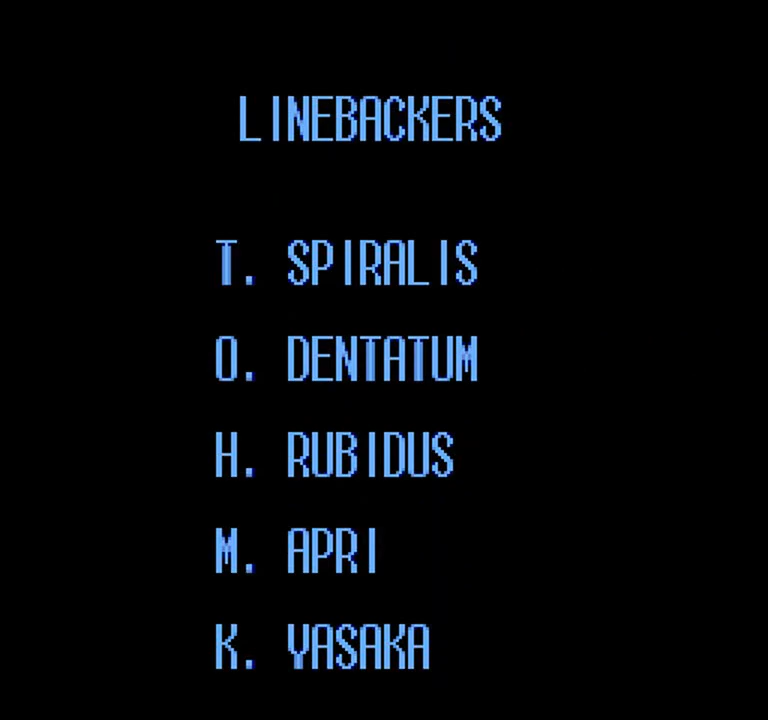 LINEBACKERS
T. SPIRALIS
O. DENTATUM
H. RUBIDUS
M. APRI
K. YASAKA